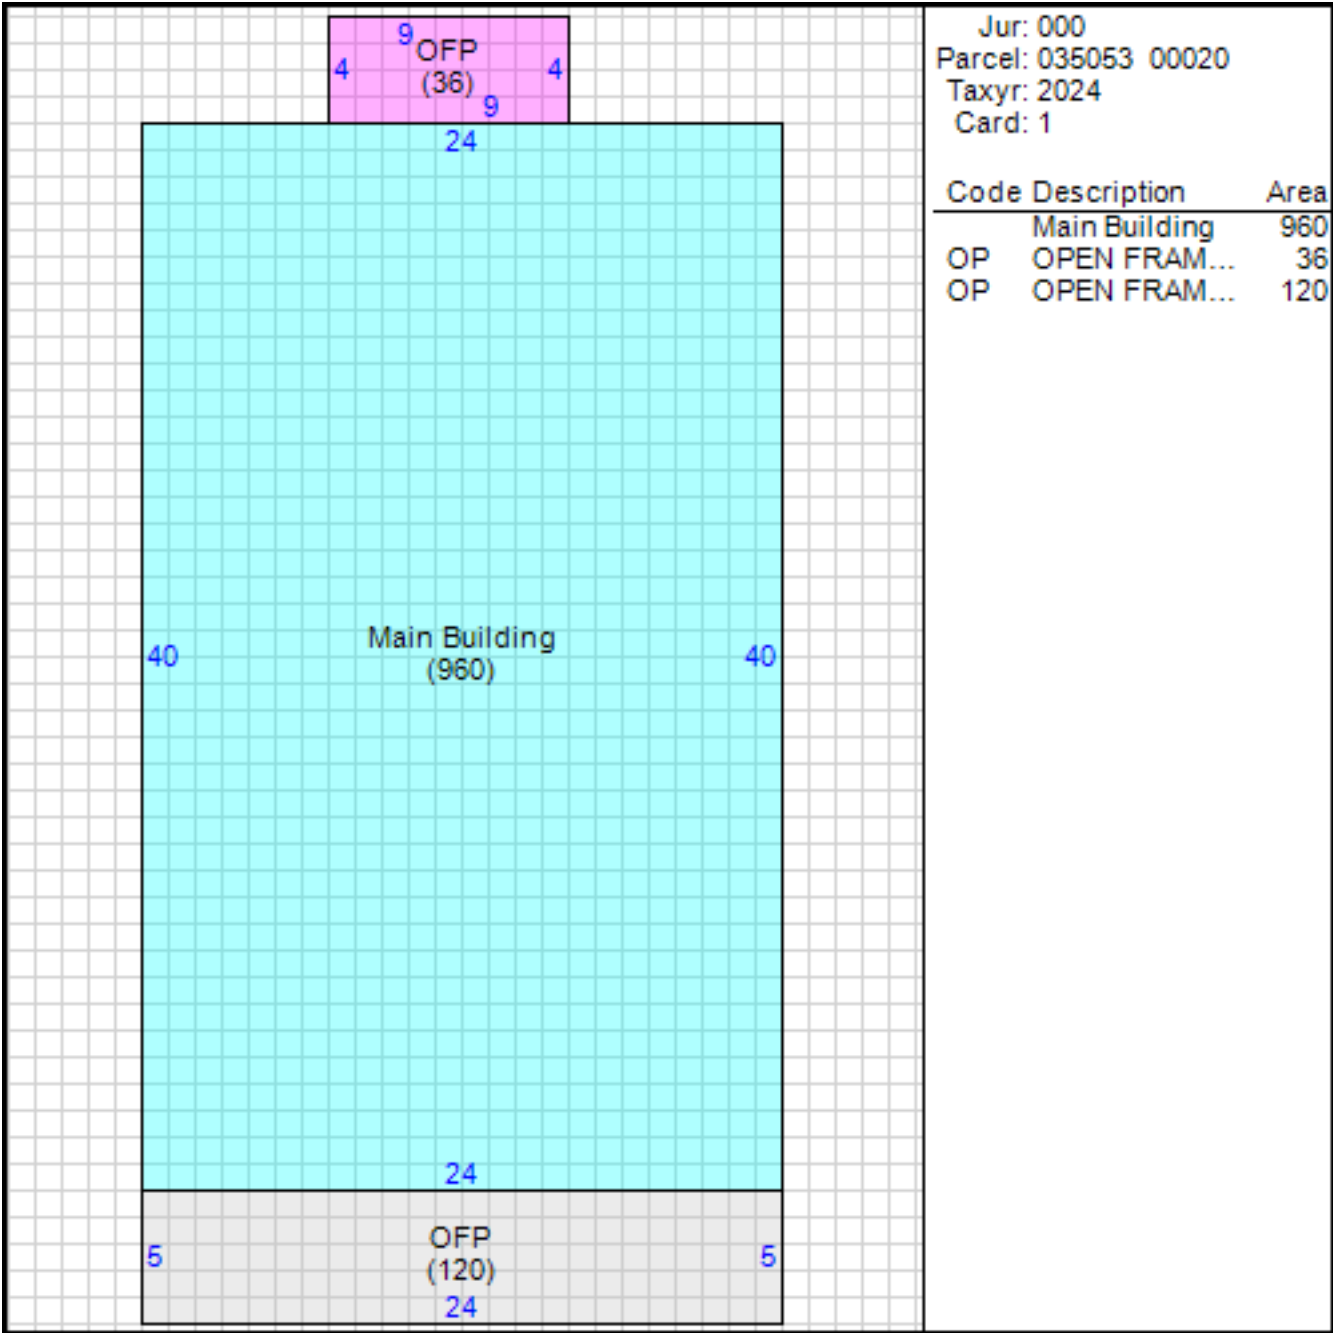 9
OFP
4
4
(36)
9
24
Main Building
40
40
(960)
24
OFP
5
5
(120)
24
Jur: 000
Parcel: 035053 00020
Taxyr: 2024
Card: 1
Code Description Area
Main Building 960
OP OPEN FRAM... 36
OP OPEN FRAM... 120